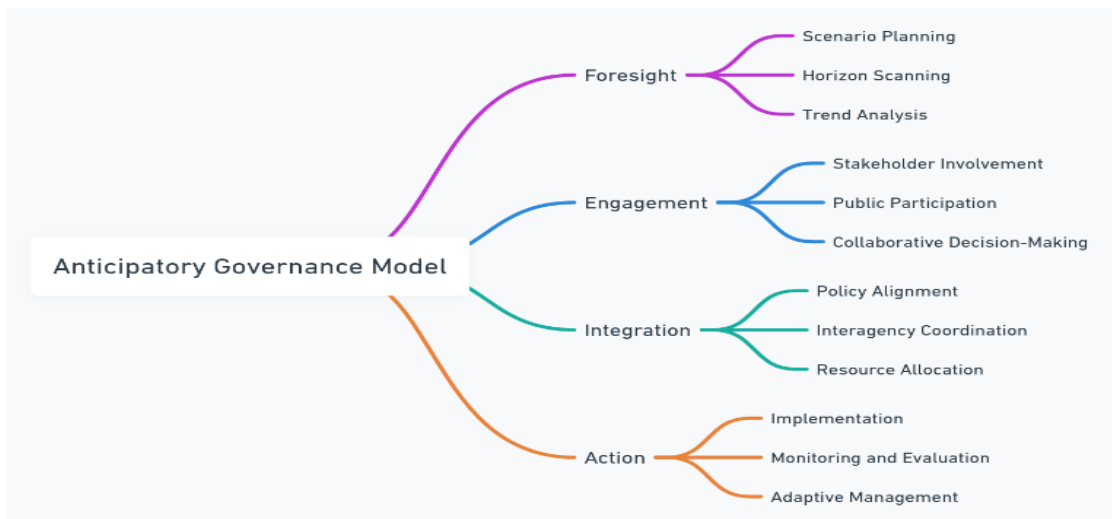 Anticipatory Governance Model
Foresight
Scenario Planning
Horizon Scanning
Trend Analysis
Engagement
Stakeholder Involvement
Public Participation
Collaborative Decision-Making
Integration
Policy Alignment
Interagency Coordination
Resource Allocation
Action
Implementation
Monitoring and Evaluation
Adaptive Management